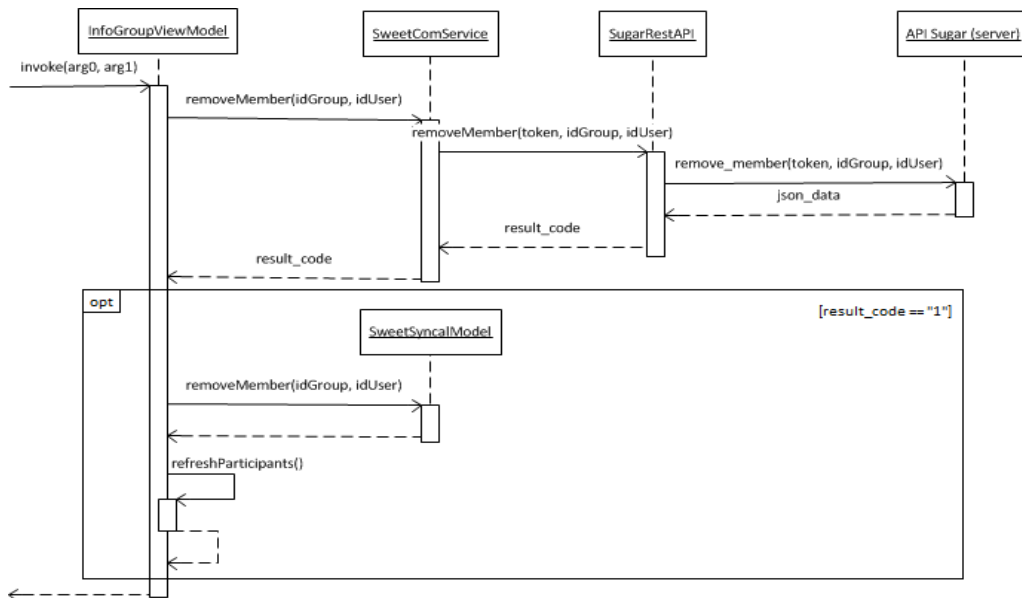 InfoGroupViewModel
SweetComService
SugarRestAPI
API Sugar (server)
invoke(arg0, arg1)
removeMember(idGroup, idUser)
removeMember(token, idGroup, idUser)
remove_member(token, idGroup, idUser)
json_data
result_code
result_code
opt
[result_code == "1"]
SweetSyncalModel
removeMember(idGroup, idUser)
refreshParticipants()